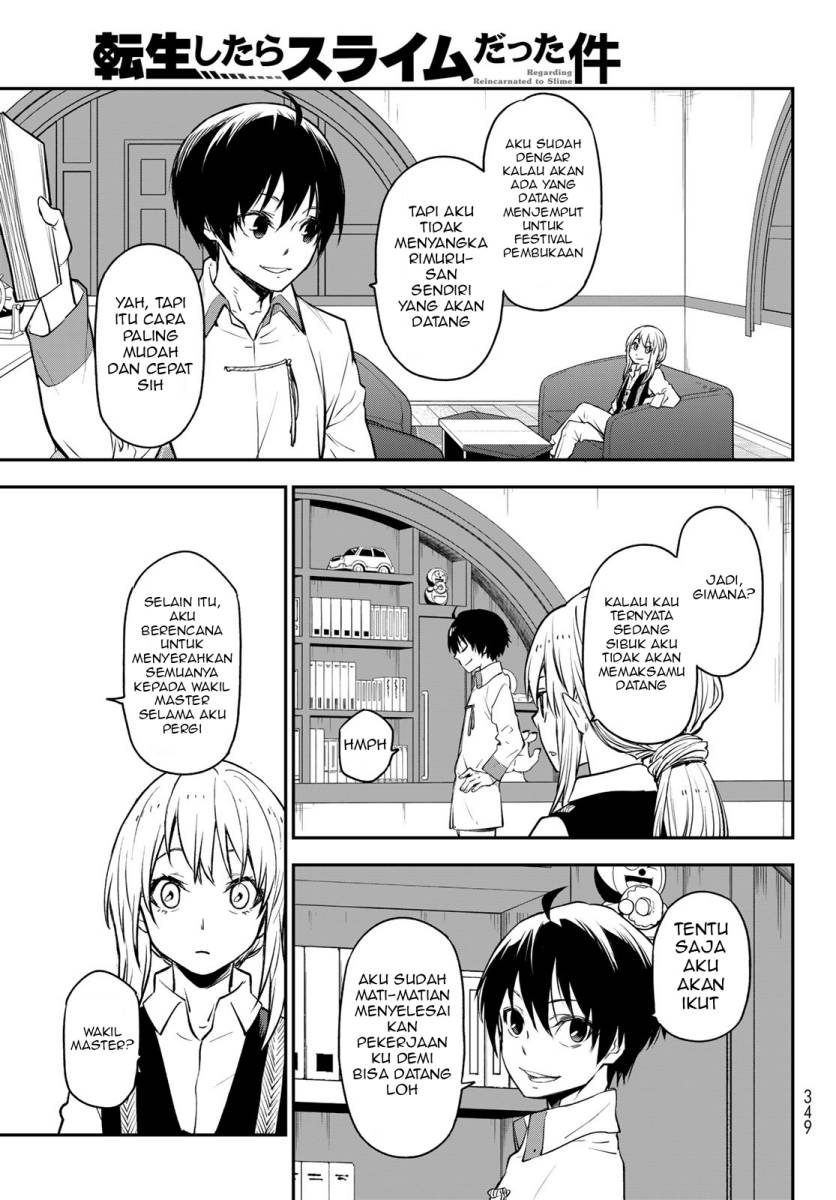 転生したらスライムだった件
Regarding
Reincarnated to Slime
AKU SUDAH
DENGAR
KALAU AKAN
ADA YANG
DATANG
MENJEMPUT
UNTUK
FESTIVAL
PEMBUKAAN
TAPI AKU
TIDAK
MENYANGKA
RIMURU-
SAN
SENDIRI
YANG AKAN
DATANG
YAH, TAPI
ITU CARA
PALING
MUDAH
DAN CEPAT
SIH
JADI,
GIMANA?
KALAU KAU
TERNYATA
SEDANG
SIBUK AKU
TIDAK AKAN
MEMAKSAMU
DATANG
HMPH
TENTU
SAJA
AKU
AKAN
IKUT
AKU SUDAH
MATI-MATIAN
MENYELESAI
KAN
PEKERJAAN
KU DEMI
BISA DATANG
LOH
SELAIN ITU,
AKU
BERENCANA
UNTUK
MENYERAHKAN
SEMUANYA
KEPADA WAKIL
MASTER
SELAMA AKU
PERGI
WAKIL
MASTER?
349